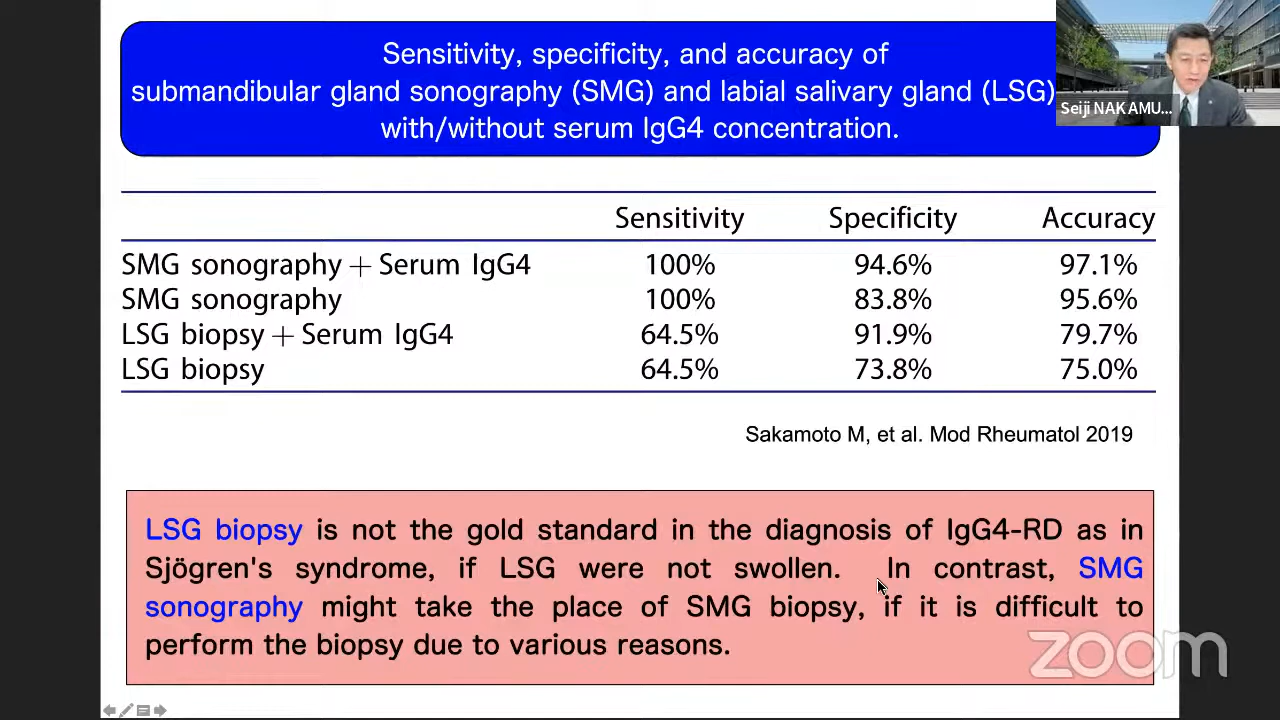 Sensitivity, specificity, and accuracy of
submandibular gland sonography (SMG) and labial salivary gland (LSG)
with/without serum IgG4 concentration.
Seiji NAK AMU...
Sensitivity Specificity Accuracy
SMG sonography + Serum IgG4 100% 94.6% 97.1%
SMG sonography 100% 83.8% 95.6%
LSG biopsy + Serum IgG4 64.5% 91.9% 79.7%
LSG biopsy 64.5% 73.8% 75.0%
Sakamoto M, et al. Mod Rheumatol 2019
LSG biopsy is not the gold standard in the diagnosis of IgG4-RD as in
Sjögren's syndrome, if LSG were not swollen. In contrast, SMG
sonography might take the place of SMG biopsy, if it is difficult to
perform the biopsy due to various reasons.
zoom